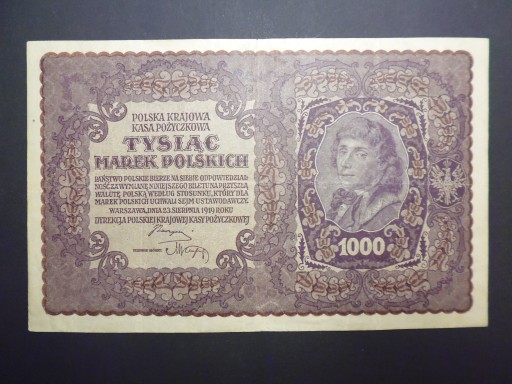 POLSKA KRAJOWA
KASA POŻYCZKOWA
TYSIĄC
MAREK POLSKICH
PAŃSTWO POLSKIE BIERZE NA SIEBIE ODPOWIEDZIAL
NOŚĆ ZA WYMIANĘ NINIEJSZEGO BILETU NA PRZYSZŁĄ
WALUTĘ POLSKĄ WEDŁUG STOSUNKU, KTÓRY DLA
MAREK POLSKICH UCHWALI SEJM USTAWODAWCZY.
WARSZAWA, DNIA 23 SIERPNIA 1919 ROKU
DYREKCJA POLSKIEJ KRAJOWEJ KASY POŻYCZKOWEJ
1000